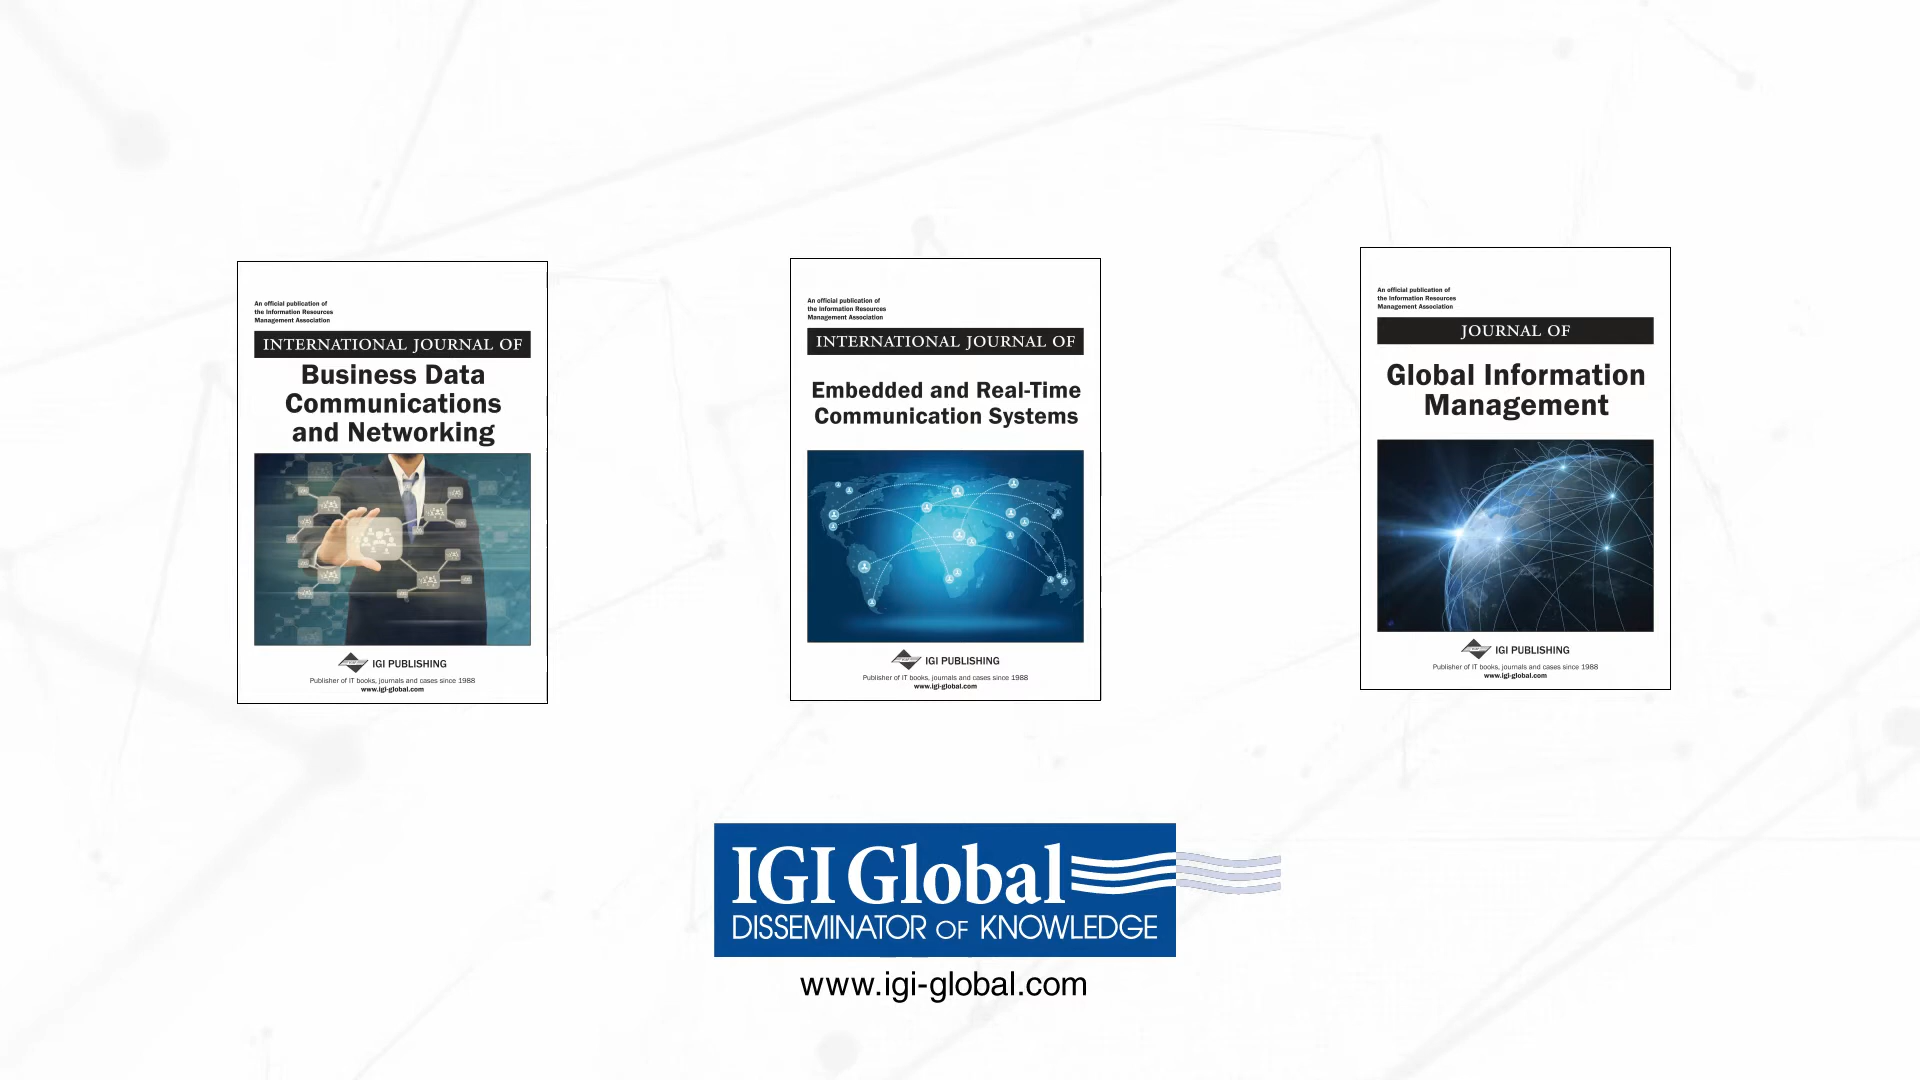 An official publication of
the Information Resources
Management Association
INTERNATIONAL JOURNAL OF
Business Data
Communications
and Networking
IGI PUBLISHING
Publisher of IT books, journals and cases since 1988
www.igi-global.com
An official publication of
the Information Resources
Management Association
INTERNATIONAL JOURNAL OF
Embedded and Real-Time
Communication Systems
IGI PUBLISHING
Publisher of IT books, journals and cases since 1988
www.igi-global.com
An official publication of
the Information Resources
Management Association
JOURNAL OF
Global Information
Management
IGI PUBLISHING
Publisher of IT books, journals and cases since 1988
www.igi-global.com
IGI Global
DISSEMINATOR OF KNOWLEDGE
www.igi-global.com